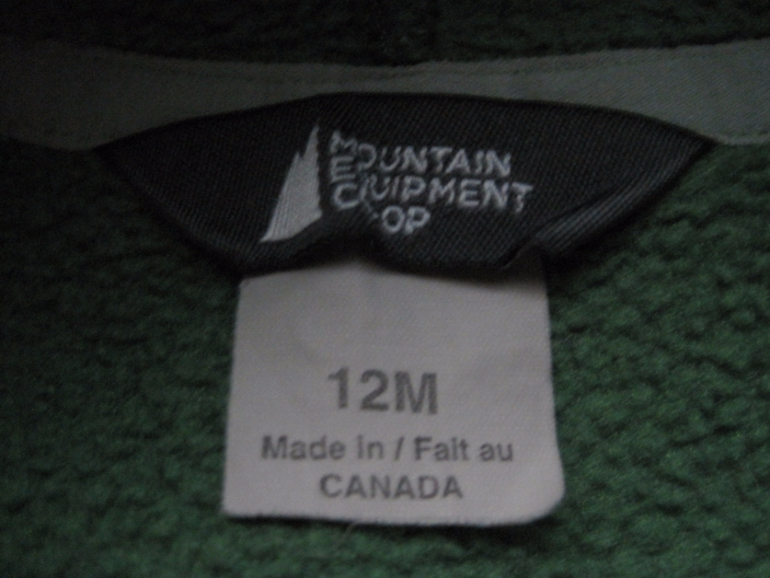 MOUNTAIN
EQUIPMENT
CO-OP
12M
Made in / Fait au
CANADA